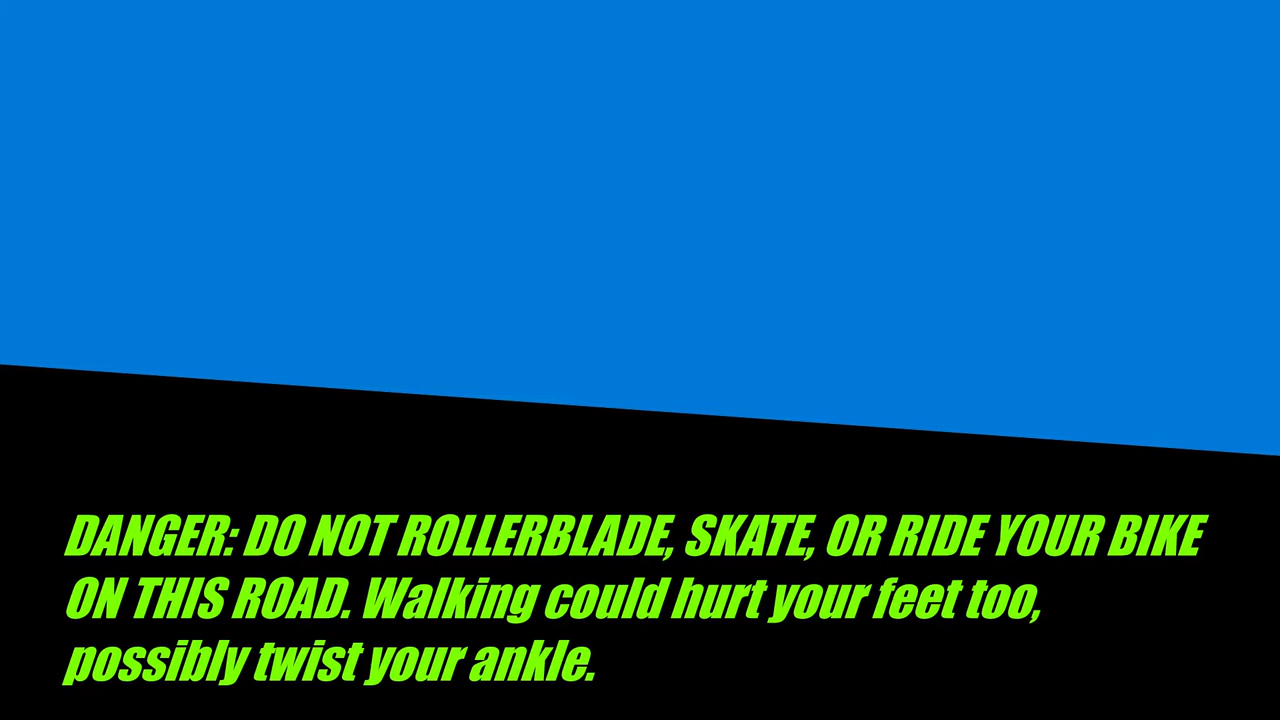 DANGER: DO NOT ROLLERBLADE, SKATE, OR RIDE YOUR BIKE
ON THIS ROAD. Walking could hurt your feet too,
possibly twist your ankle.